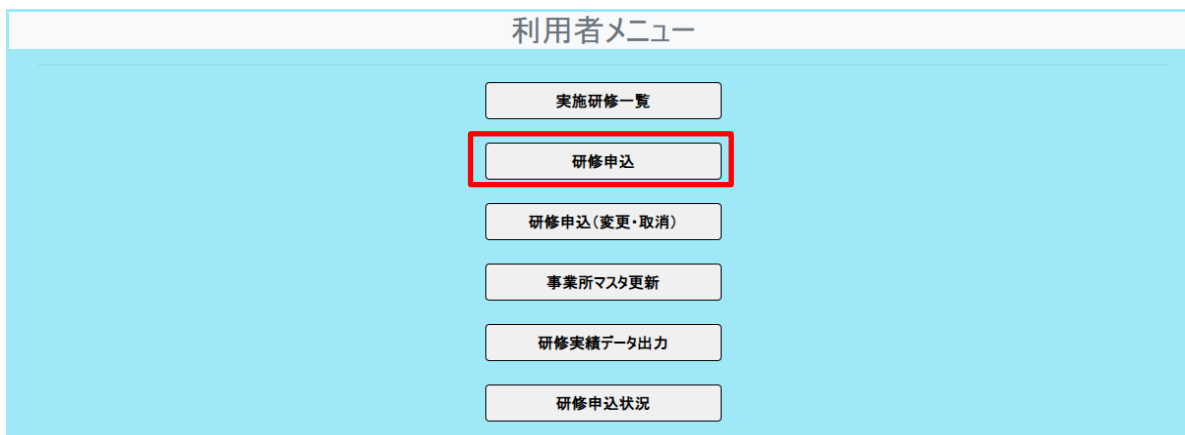 利用者メニュー
実施研修一覧
研修申込
研修申込（変更・取消）
事業所マスタ更新
研修実績データ出力
研修申込状況